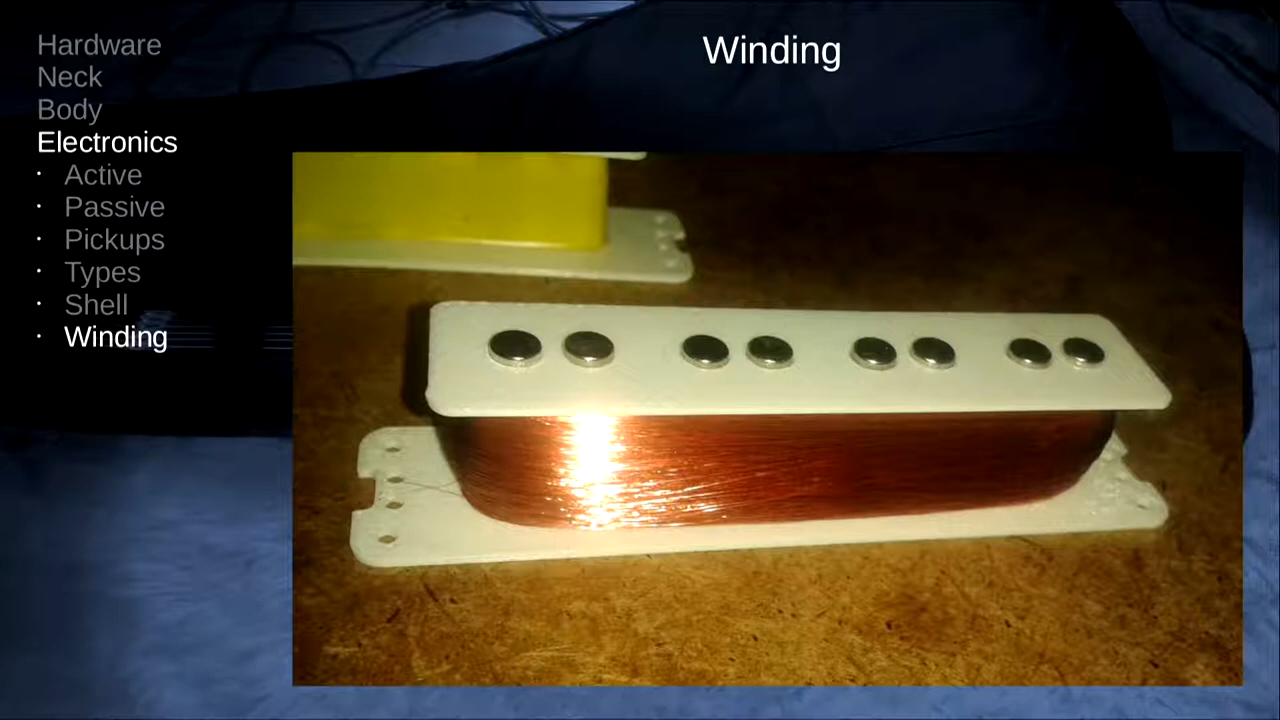 Winding
Hardware
Neck
Body
Electronics
· Active
· Passive
· Pickups
· Types
· Shell
· Winding